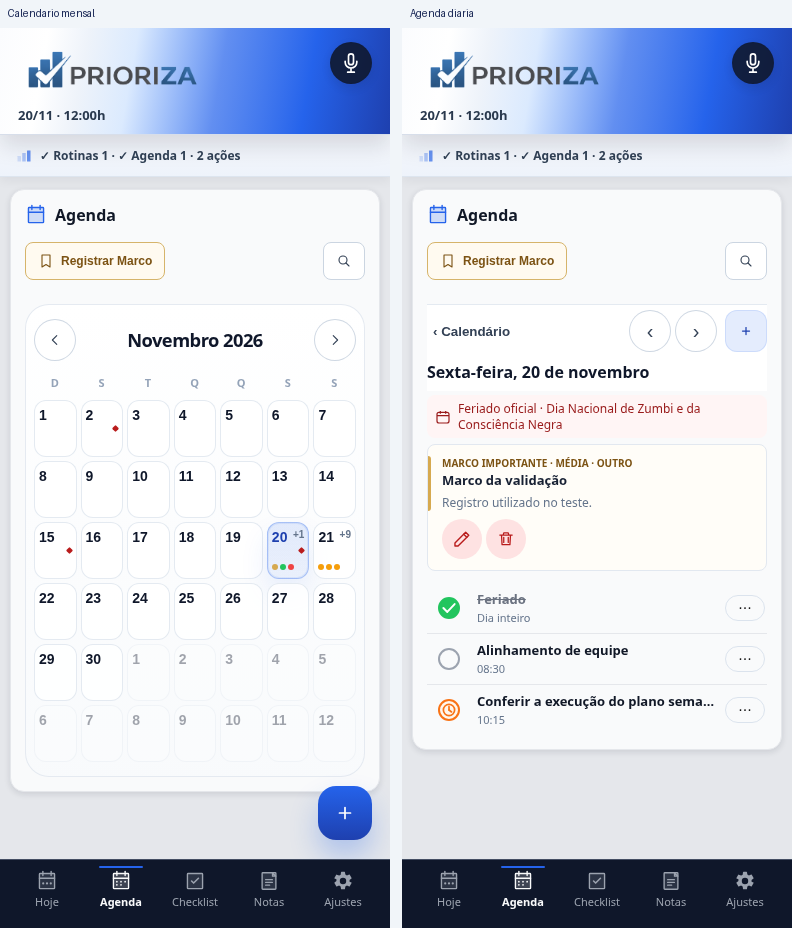 Calendario mensal
PRIORIZA
20/11 · 12:00h
✓ Rotinas 1 · ✓ Agenda 1 · 2 ações
Agenda
Registrar Marco
Novembro 2026
D S T Q Q S S
1 2 3 4 5 6 7
8 9 10 11 12 13 14
15 16 17 18 19 20 +1 21 +9
22 23 24 25 26 27 28
29 30 1 2 3 4 5
6 7 8 9 10 11 12
+
Hoje Agenda Checklist Notas Ajustes
Agenda diaria
PRIORIZA
20/11 · 12:00h
✓ Rotinas 1 · ✓ Agenda 1 · 2 ações
Agenda
Registrar Marco
‹ Calendário ‹ › +
Sexta-feira, 20 de novembro
Feriado oficial · Dia Nacional de Zumbi e da
Consciência Negra
MARCO IMPORTANTE · MÉDIA · OUTRO
Marco da validação
Registro utilizado no teste.
Feriado
Dia inteiro
...
Alinhamento de equipe
08:30
...
Conferir a execução do plano sema...
10:15
...
Hoje Agenda Checklist Notas Ajustes